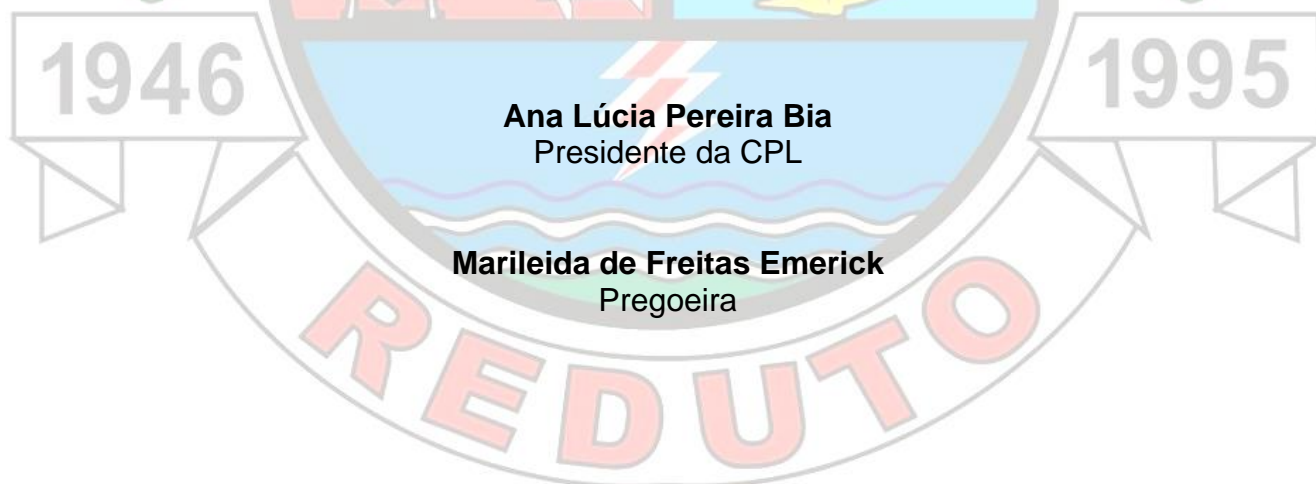 1946
1995
Ana Lúcia Pereira Bia
Presidente da CPL
Marileida de Freitas Emerick
Pregoeira
REDUTO